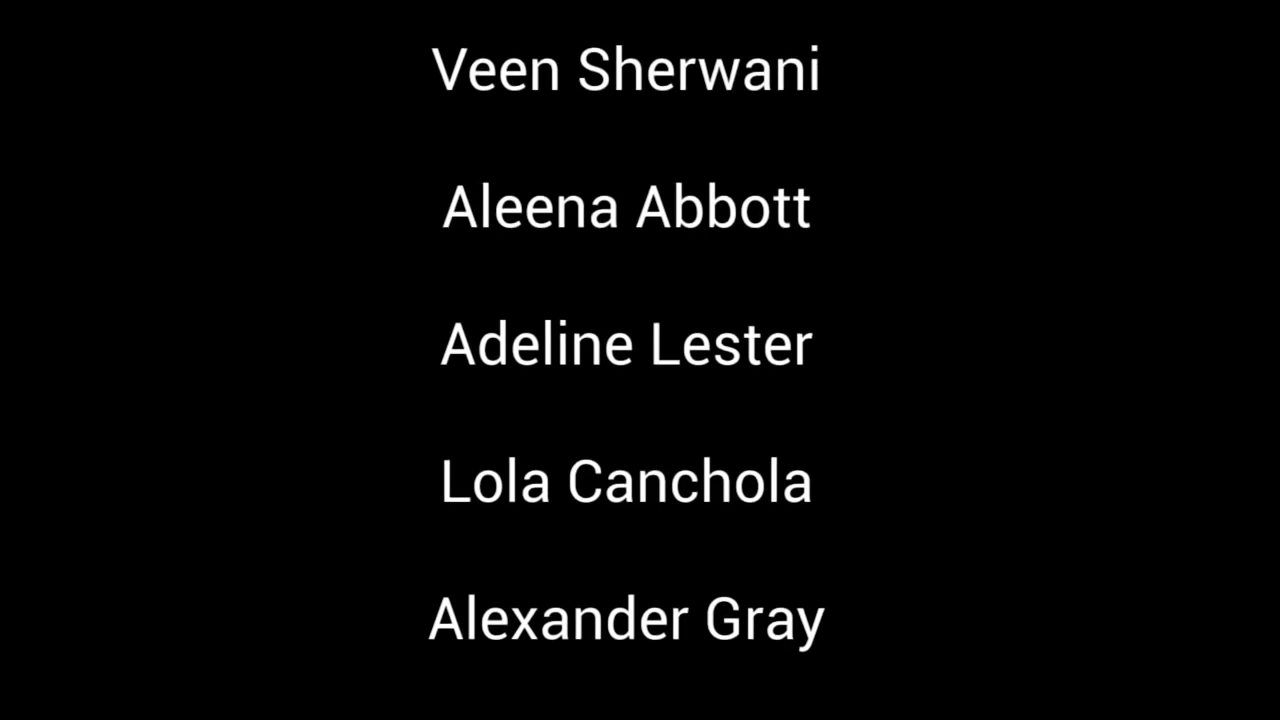 Veen Sherwani
Aleena Abbott
Adeline Lester
Lola Canchola
Alexander Gray